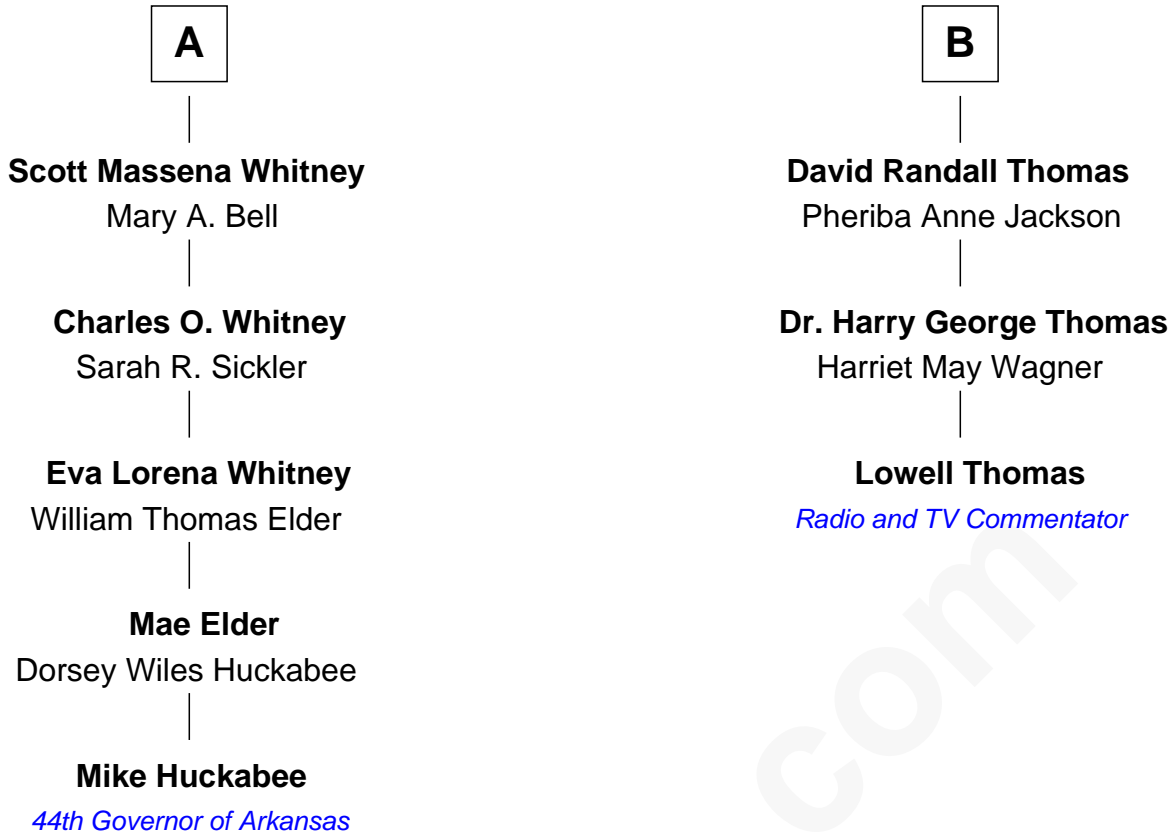 A
Scott Massena Whitney
Mary A. Bell
Charles O. Whitney
Sarah R. Sickler
Eva Lorena Whitney
William Thomas Elder
Mae Elder
Dorsey Wiles Huckabee
Mike Huckabee
44th Governor of Arkansas
B
David Randall Thomas
Pheriba Anne Jackson
Dr. Harry George Thomas
Harriet May Wagner
Lowell Thomas
Radio and TV Commentator
com